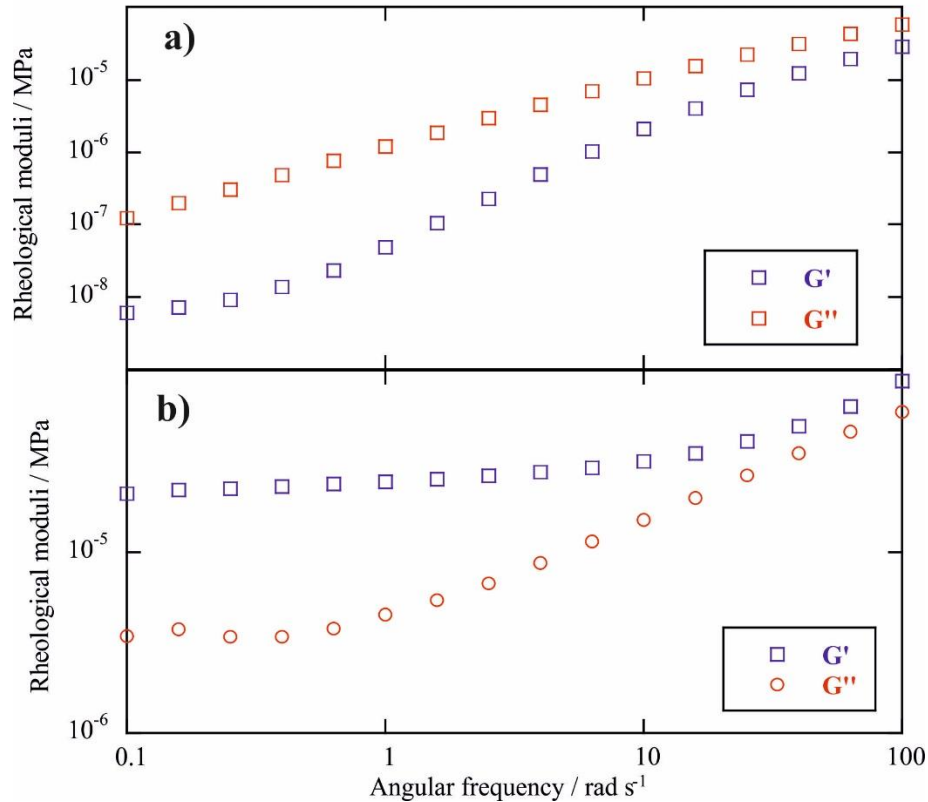 a)
Rheological moduli / MPa
10⁻⁵
10⁻⁶
10⁻⁷
10⁻⁸
G'
G''
b)
Rheological moduli / MPa
10⁻⁵
10⁻⁶
G'
G''
0.1 1 10 100
Angular frequency / rad s⁻¹